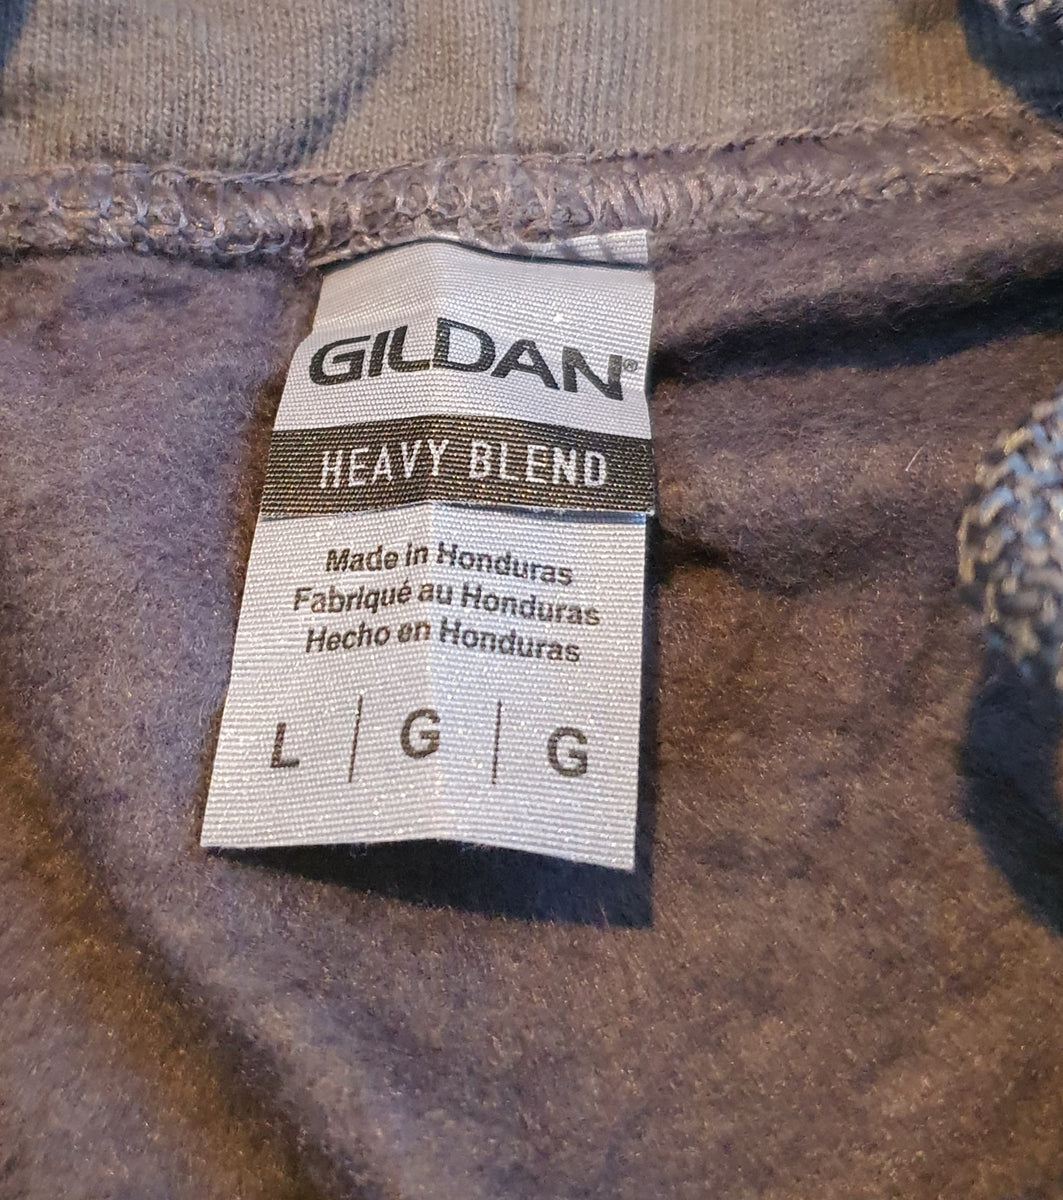 GILDAN®
HEAVY BLEND
Made in Honduras
Fabriqué au Honduras
Hecho en Honduras
L | G | G